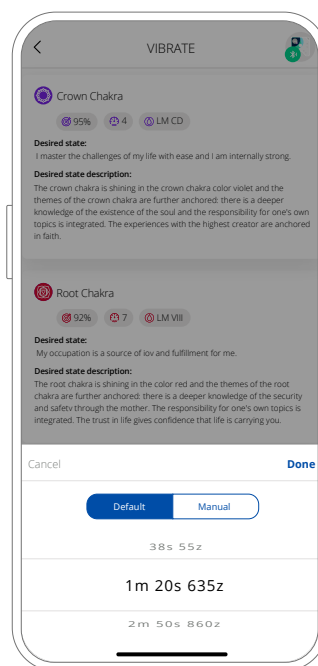 VIBRATE
Crown Chakra
95% 4 LM CD
Desired state:
I master the challenges of my life with ease and I am internally strong.
Desired state description:
The crown chakra is shining in the crown chakra color violet and the
themes of the crown chakra are further anchored: there is a deeper
knowledge of the existence of the soul and the responsibility for one's own
topics is integrated. The experiences with the highest creator are anchored
in faith.
Root Chakra
92% 7 LM VIII
Desired state:
My occupation is a source of iov and fulfillment for me.
Desired state description:
The root chakra is shining in the color red and the themes of the root
chakra are further anchored: there is a deeper knowledge of the security
and safetv through the mother. The responsibility for one's own topics is
integrated. The trust in life gives confidence that life is carrying you.
Cancel Done
Default Manual
38s 55z
1m 20s 635z
2m 50s 860z